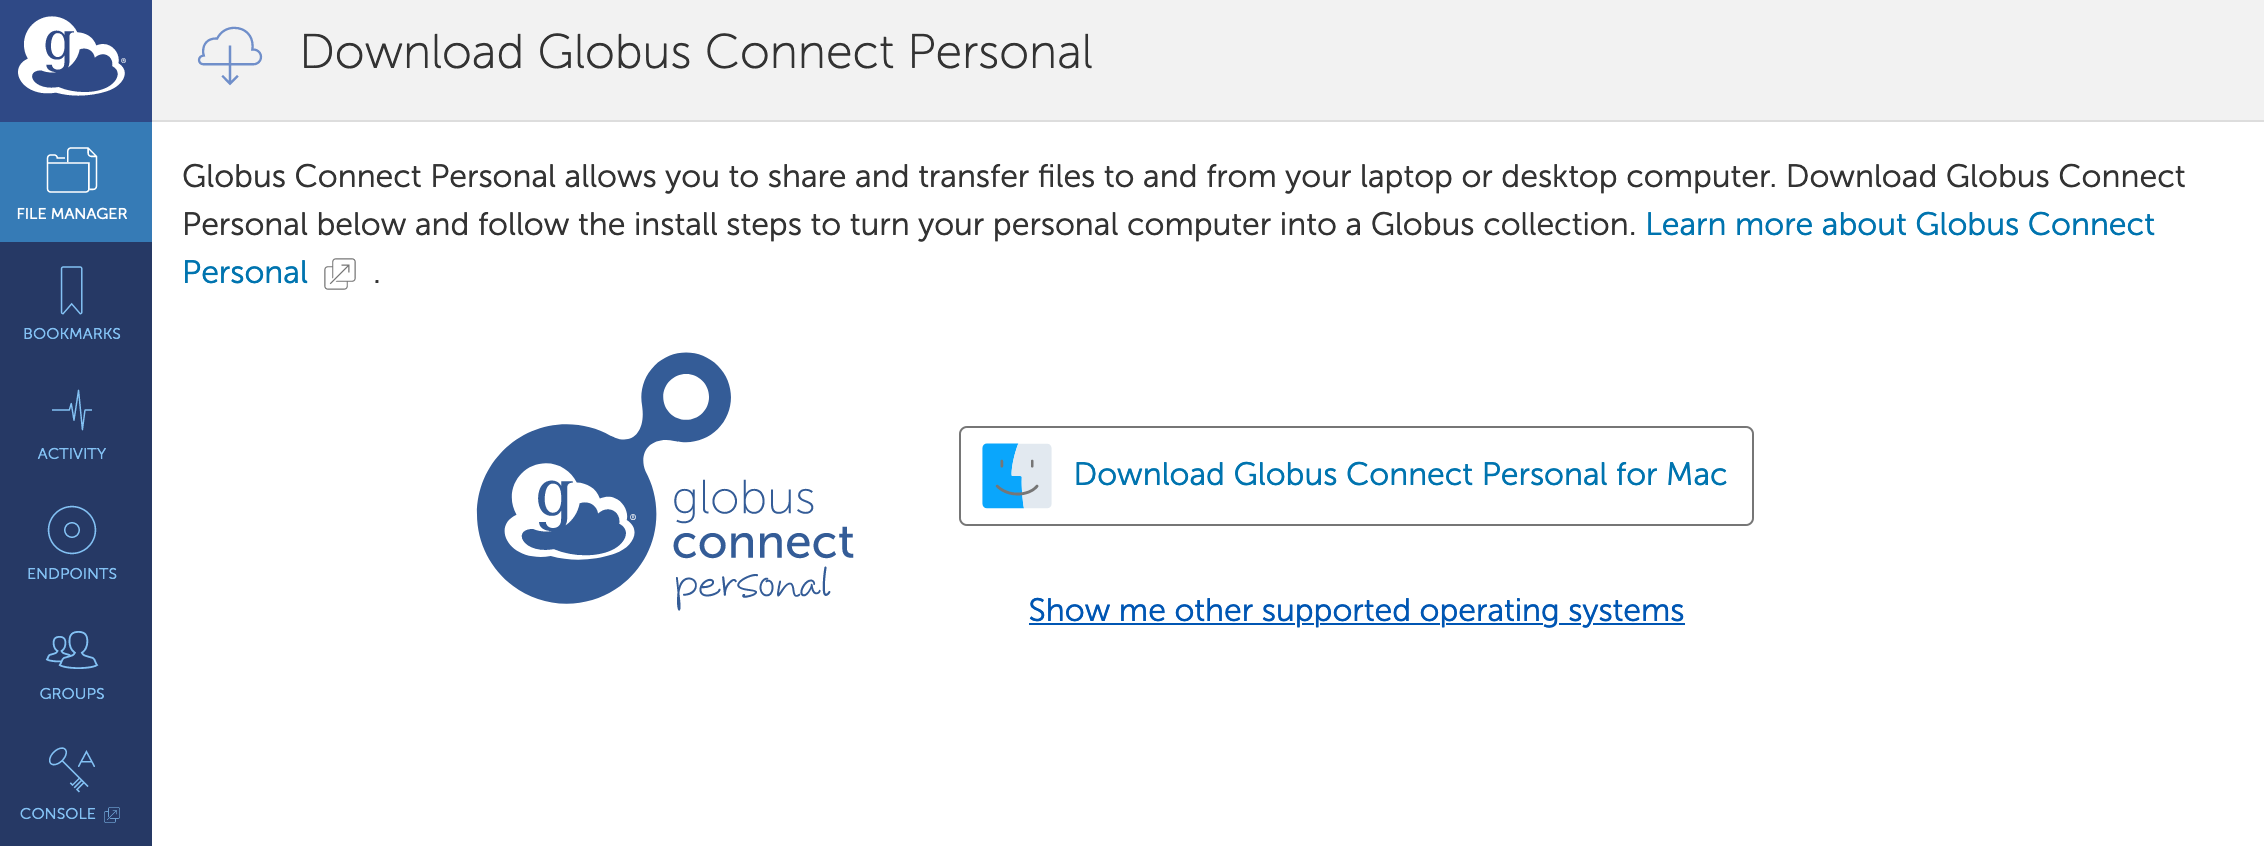 g
Download Globus Connect Personal
FILE MANAGER
BOOKMARKS
ACTIVITY
ENDPOINTS
GROUPS
A
CONSOLE
Globus Connect Personal allows you to share and transfer files to and from your laptop or desktop computer. Download Globus Connect
Personal below and follow the install steps to turn your personal computer into a Globus collection. Learn more about Globus Connect
Personal .
g®
globus
connect
personal
Download Globus Connect Personal for Mac
Show me other supported operating systems